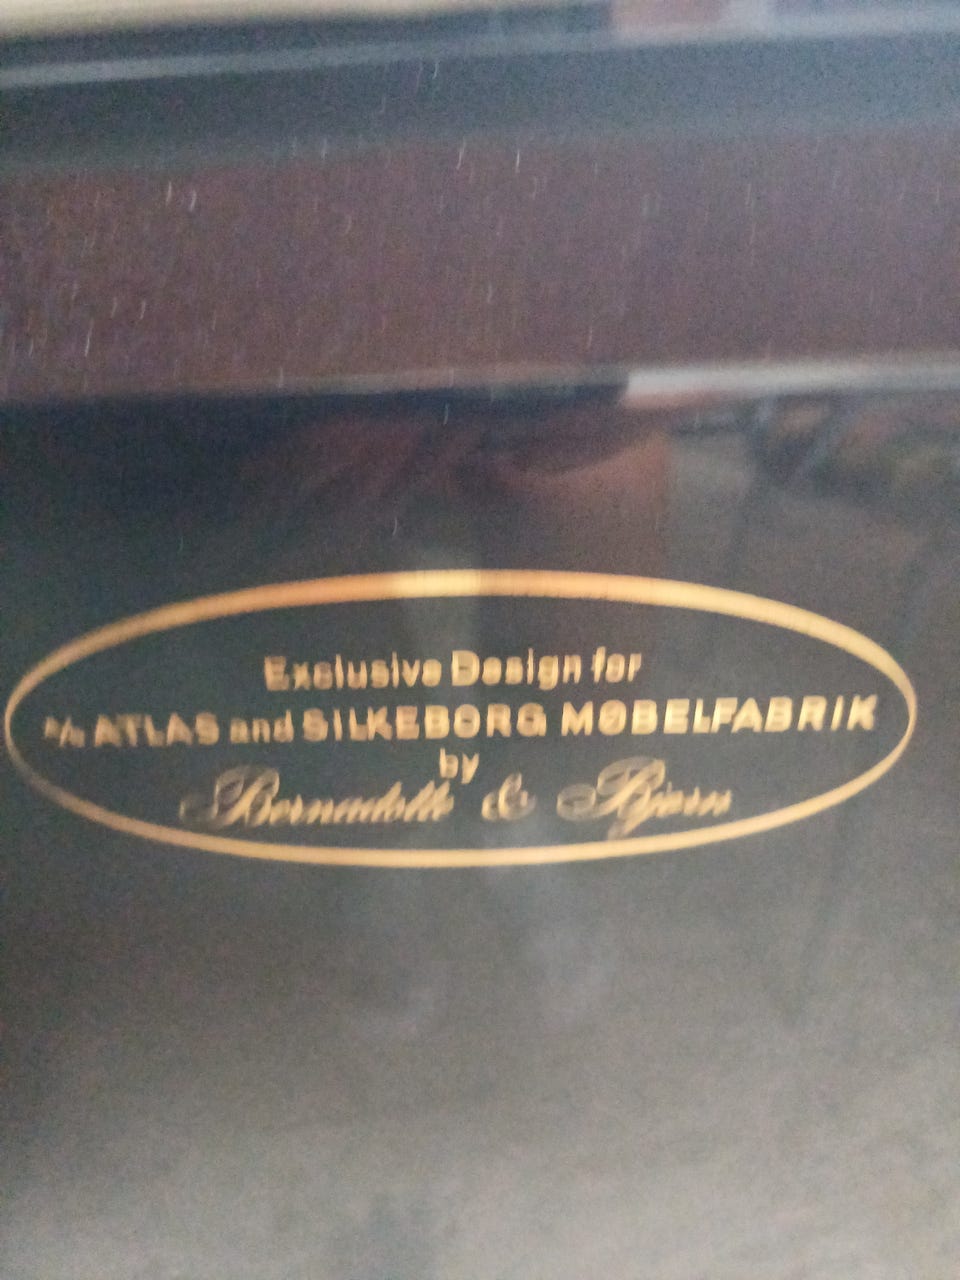 Exclusive Design for
A/S ATLAS and SILKEBORG MØBELFABRIK
by
Bernadotte & Bjørn